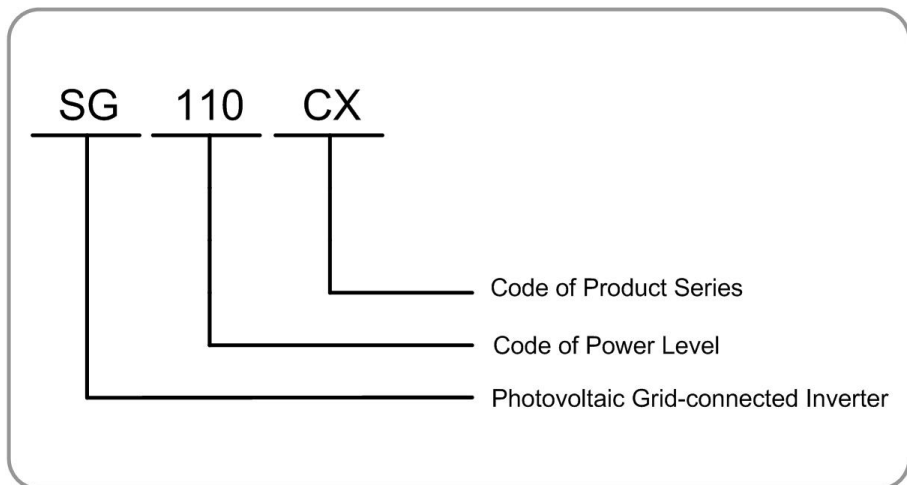 SG 110 CX
Code of Product Series
Code of Power Level
Photovoltaic Grid-connected Inverter